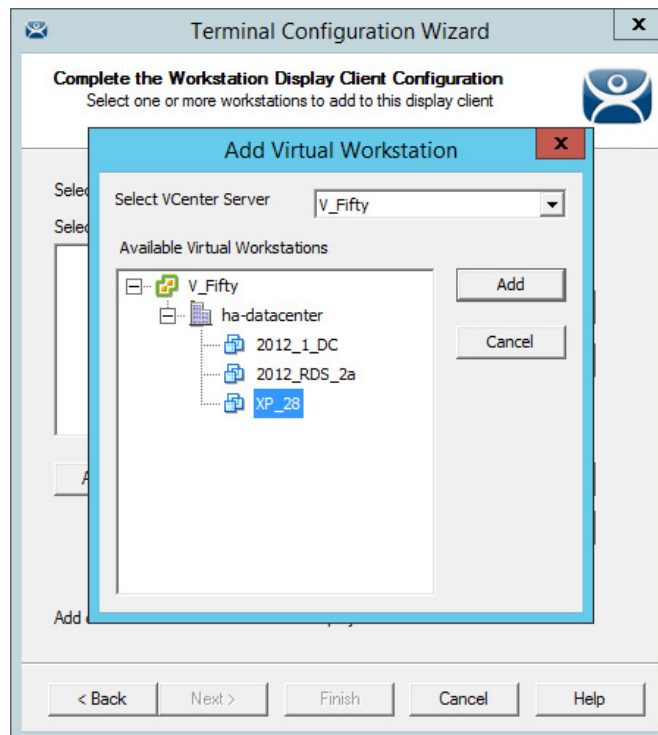 Terminal Configuration Wizard
x
Complete the Workstation Display Client Configuration
Select one or more workstations to add to this display client
Add Virtual Workstation
x
Select VCenter Server
V_Fifty
Available Virtual Workstations
V_Fifty
ha-datacenter
2012_1_DC
2012_RDS_2a
XP_28
Add
Cancel
Add
< Back
Next >
Finish
Cancel
Help